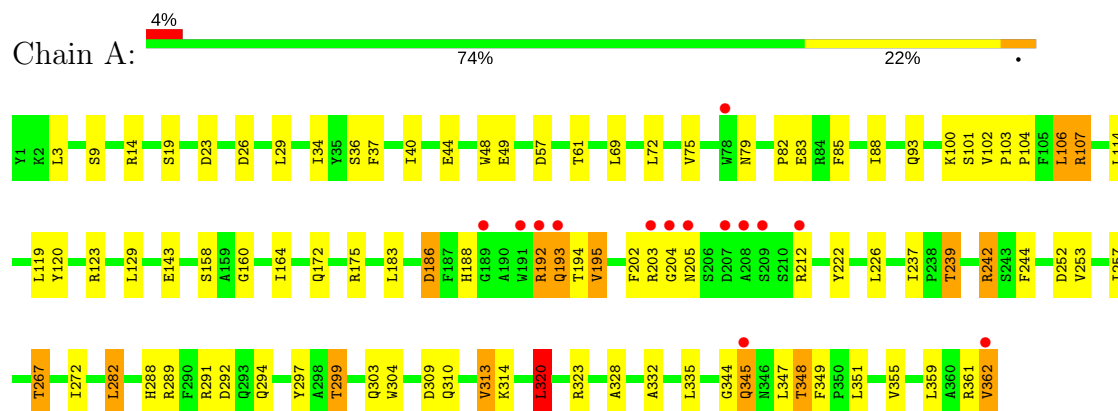 4%
Chain A:
74% 22% •
Y1 K2 L3 S9 R14 S19 D23 D26 L29 I34 Y35 S36 F37 I40 E44 W48 E49 D57 T61 L69 L72 V75 W78 N79 P82 E83 R84 F85 I88 Q93 K100 S101 V102 P103 P104 F105 L106 R107
L119 Y120 R123 L129 E143 S158 A159 G160 I164 Q172 R175 L183 D186 F187 H188 G189 A190 W191 R192 Q193 T194 V195 F202 R203 G204 N205 S206 D207 A208 S209 S210 R212 Y222 L226 I237 P238 T239 R242 S243 F244 D252 V253
T267 I272 L282 H288 R289 F290 R291 D292 Q293 Q294 Y297 A298 T299 Q303 W304 D309 Q310 V313 K314 L320 R323 A328 A332 L335 G344 Q345 N346 L347 T348 F349 P350 L351 V355 L359 A360 R361 V362